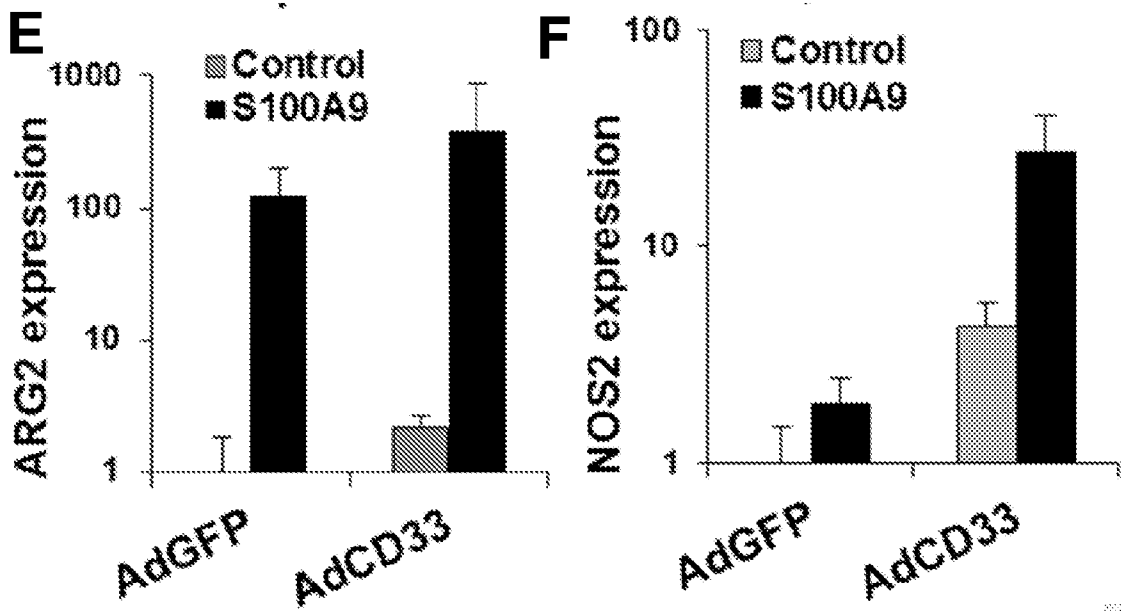 E
Control
S100A9
1000
100
10
1
ARG2 expression
AdGFP
AdCD33
F
Control
S100A9
100
10
1
NOS2 expression
AdGFP
AdCD33